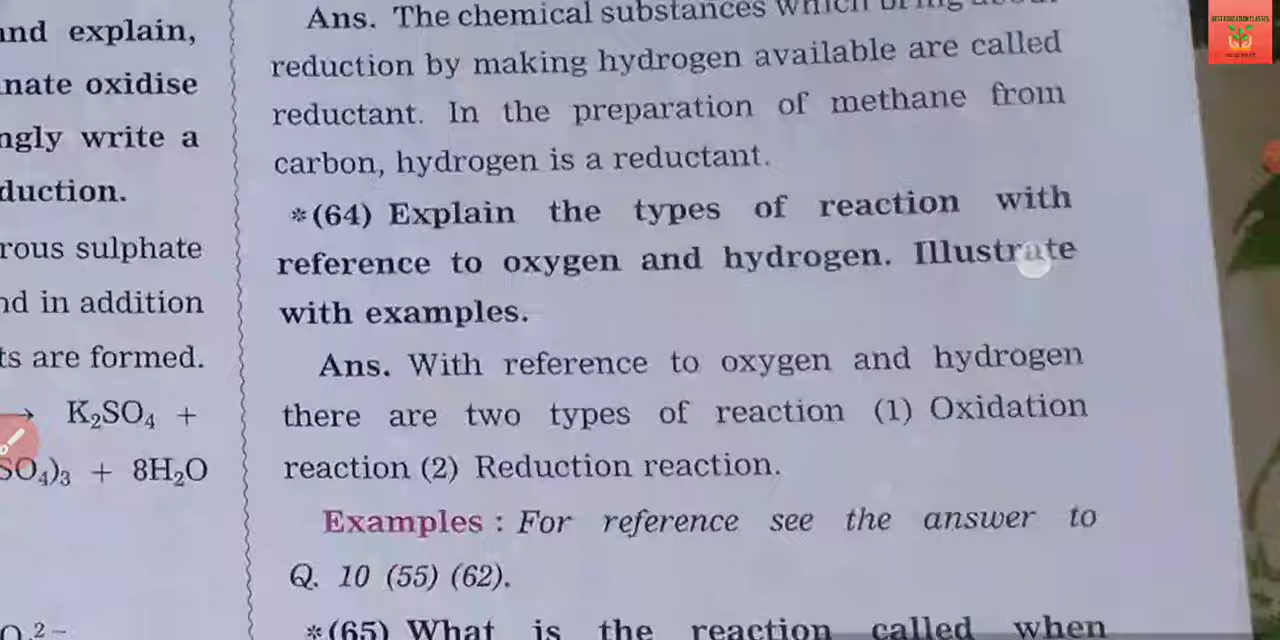 and explain,
nate oxidise
ngly write a
duction.
rous sulphate
nd in addition
ts are formed.
→ K₂SO₄ +
SO₄)₃ + 8H₂O
O₂²⁻
Ans. The chemical substances which bring about
reduction by making hydrogen available are called
reductant. In the preparation of methane from
carbon, hydrogen is a reductant.
*(64) Explain the types of reaction with
reference to oxygen and hydrogen. Illustrate
with examples.
Ans. With reference to oxygen and hydrogen
there are two types of reaction (1) Oxidation
reaction (2) Reduction reaction.
Examples : For reference see the answer to
Q. 10 (55) (62).
*(65) What is the reaction called when